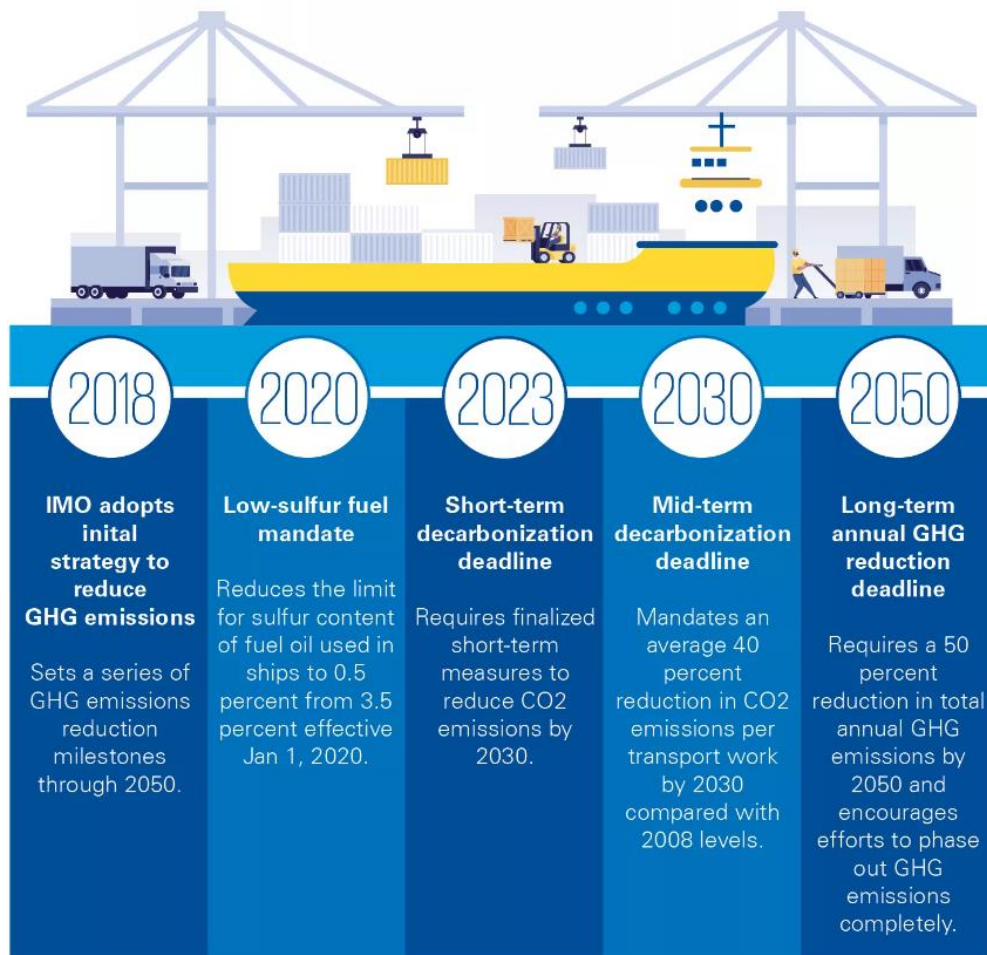 2018
IMO adopts
inital
strategy to
reduce
GHG emissions
Sets a series of
GHG emissions
reduction
milestones
through 2050.
2020
Low-sulfur fuel
mandate
Reduces the limit
for sulfur content
of fuel oil used in
ships to 0.5
percent from 3.5
percent effective
Jan 1, 2020.
2023
Short-term
decarbonization
deadline
Requires finalized
short-term
measures to
reduce CO2
emissions by
2030.
2030
Mid-term
decarbonization
deadline
Mandates an
average 40
percent
reduction in CO2
emissions per
transport work
by 2030
compared with
2008 levels.
2050
Long-term
annual GHG
reduction
deadline
Requires a 50
percent
reduction in total
annual GHG
emissions by
2050 and
encourages
efforts to phase
out GHG
emissions
completely.